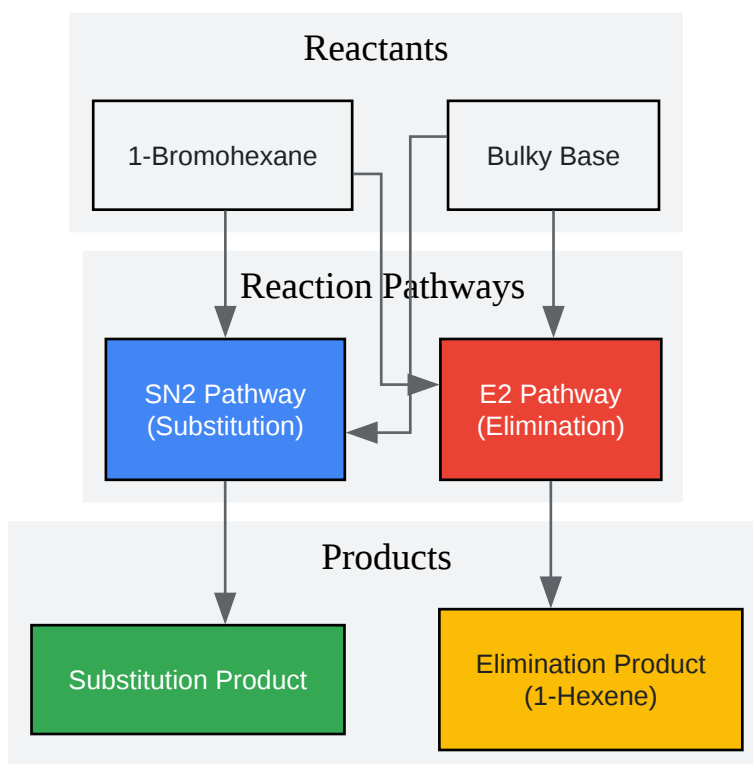 Reactants
1-Bromohexane
Bulky Base
Reaction Pathways
SN2 Pathway
(Substitution)
E2 Pathway
(Elimination)
Products
Substitution Product
Elimination Product
(1-Hexene)